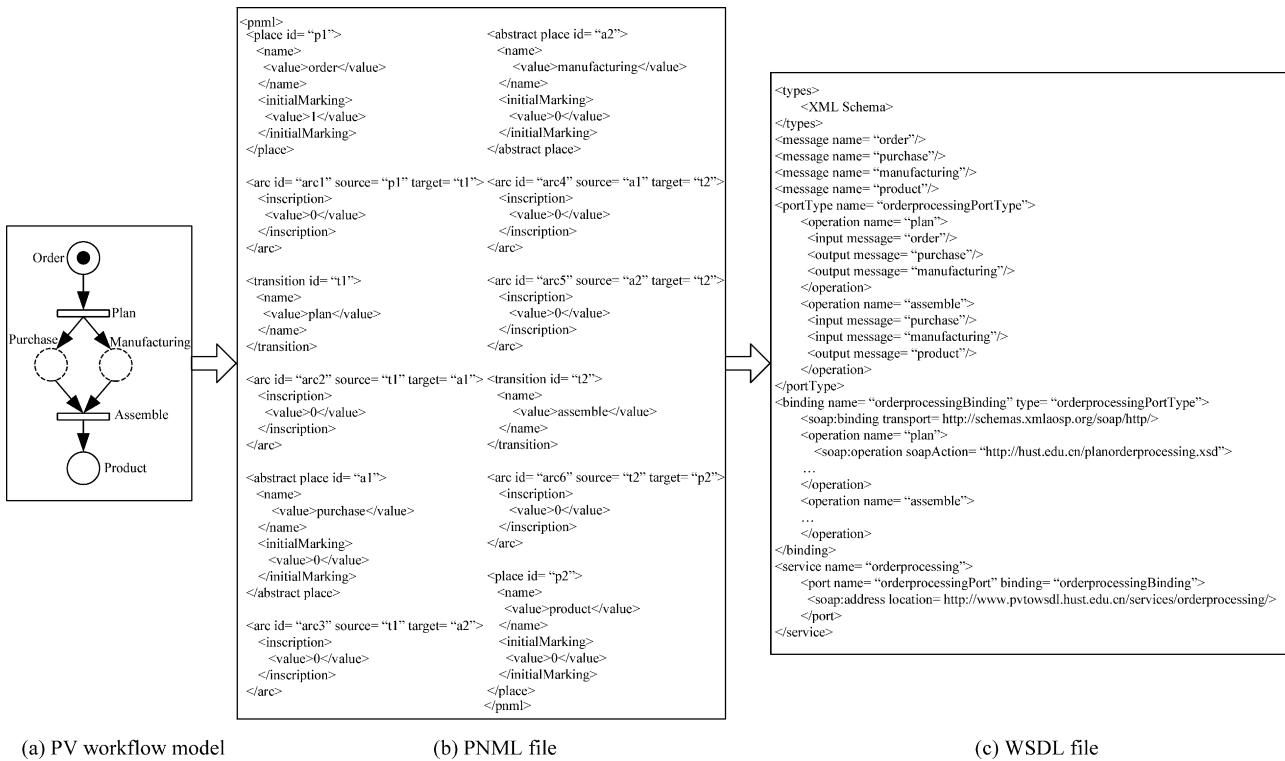 Order
Plan
Purchase
Manufacturing
Assemble
Product
(a) PV workflow model
<pnml>
<place id= “p1”>
<name>
<value>order</value>
</name>
<initialMarking>
<value>1</value>
</initialMarking>
</place>
<arc id= “arc1” source= “p1” target= “t1”>
<inscription>
<value>0</value>
</inscription>
</arc>
<transition id= “t1”>
<name>
<value>plan</value>
</name>
</transition>
<arc id= “arc2” source= “t1” target= “a1”>
<inscription>
<value>0</value>
</inscription>
</arc>
<abstract place id= “a1”>
<name>
<value>purchase</value>
</name>
<initialMarking>
<value>0</value>
</initialMarking>
</abstract place>
<arc id= “arc3” source= “t1” target= “a2”>
<inscription>
<value>0</value>
</inscription>
</arc>
<abstract place id= “a2”>
<name>
<value>manufacturing</value>
</name>
<initialMarking>
<value>0</value>
</initialMarking>
</abstract place>
<arc id= “arc4” source= “a1” target= “t2”>
<inscription>
<value>0</value>
</inscription>
</arc>
<arc id= “arc5” source= “a2” target= “t2”>
<inscription>
<value>0</value>
</inscription>
</arc>
<transition id= “t2”>
<name>
<value>assemble</value>
</name>
</transition>
<arc id= “arc6” source= “t2” target= “p2”>
<inscription>
<value>0</value>
</inscription>
</arc>
<place id= “p2”>
<name>
<value>product</value>
</name>
<initialMarking>
<value>0</value>
</initialMarking>
</place>
</pnml>
(b) PNML file
<types>
<XML Schema>
</types>
<message name= “order”/>
<message name= “purchase”/>
<message name= “manufacturing”/>
<message name= “product”/>
<portType name= “orderprocessingPortType”>
<operation name= “plan”>
<input message= “order”/>
<output message= “purchase”/>
<output message= “manufacturing”/>
</operation>
<operation name= “assemble”>
<input message= “purchase”/>
<input message= “manufacturing”/>
<output message= “product”/>
</operation>
</portType>
<binding name= “orderprocessingBinding” type= “orderprocessingPortType”>
<soap:binding transport= http://schemas.xmlaosp.org/soap/http/>
<operation name= “plan”>
<soap:operation soapAction= “http://hust.edu.cn/planorderprocessing.xsd”>
…
</operation>
<operation name= “assemble”>
…
</operation>
</binding>
<service name= “orderprocessing”>
<port name= “orderprocessingPort” binding= “orderprocessingBinding”>
<soap:address location= http://www.pvtowsdl.hust.edu.cn/services/orderprocessing/>
</port>
</service>
(c) WSDL file